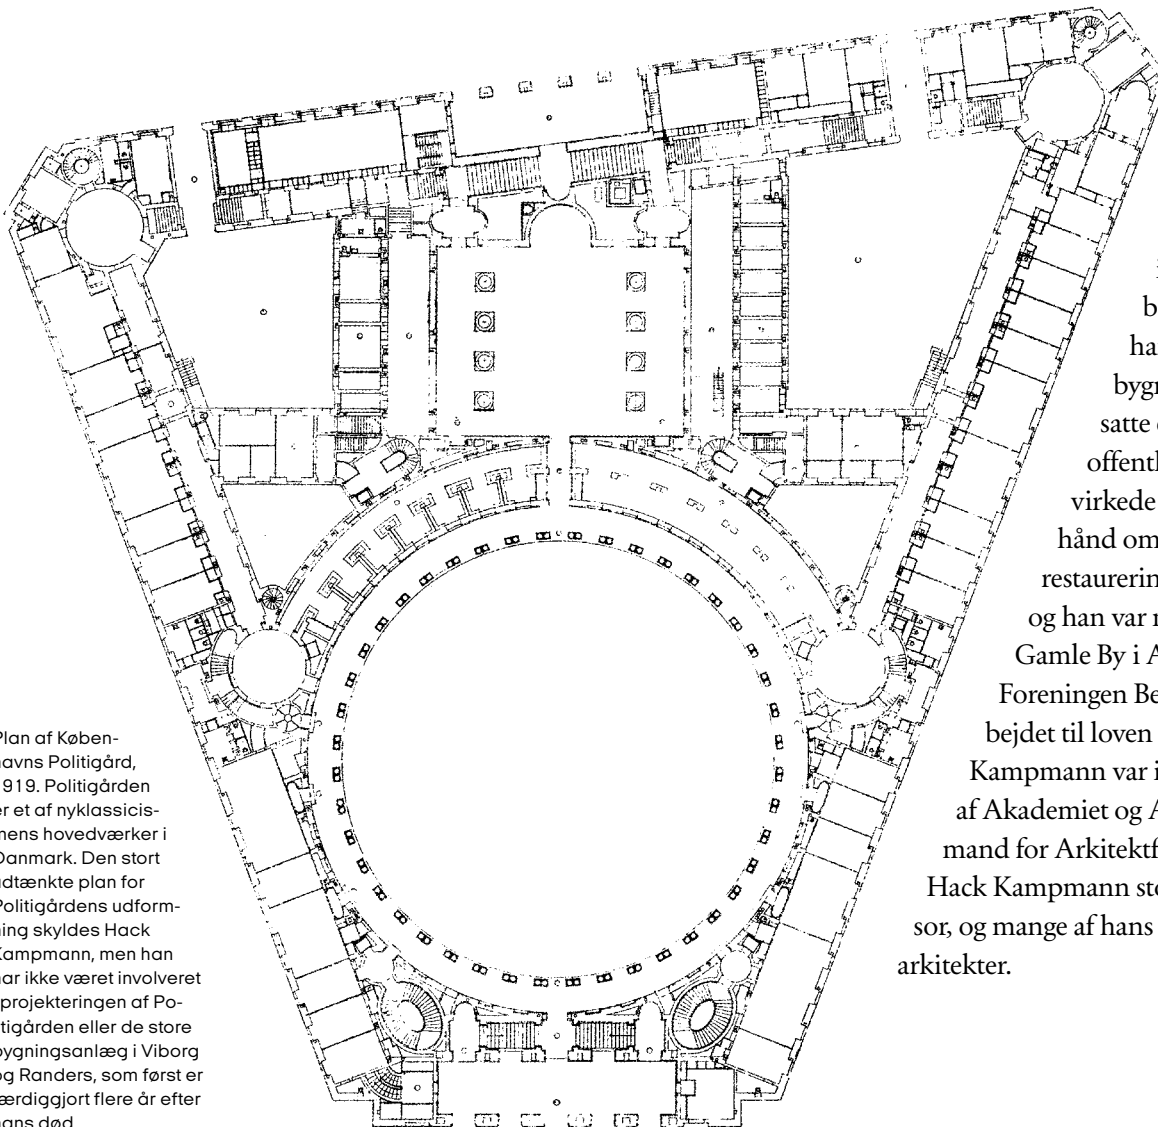 Plan af Køben-
havns Politigård,
1919. Politigården
er et af nyklassicis-
mens hovedværker i
Danmark. Den stort
udtænkte plan for
Politigårdens udform-
ning skyldes Hack
Kampmann, men han
har ikke været involveret
projekteringen af Po-
litigården eller de store
bygningsanlæg i Viborg
og Randers, som først er
færdiggjort flere år efter
hans død
b
ha
bygn
satte
offentl
virkede
hånd om
restaurerin
og han var
Gamle By i A
Foreningen Be
bejdet til loven
Kampmann var i
af Akademiet og A
mand for Arkitektf
Hack Kampmann sto
sor, og mange af hans
arkitekter.